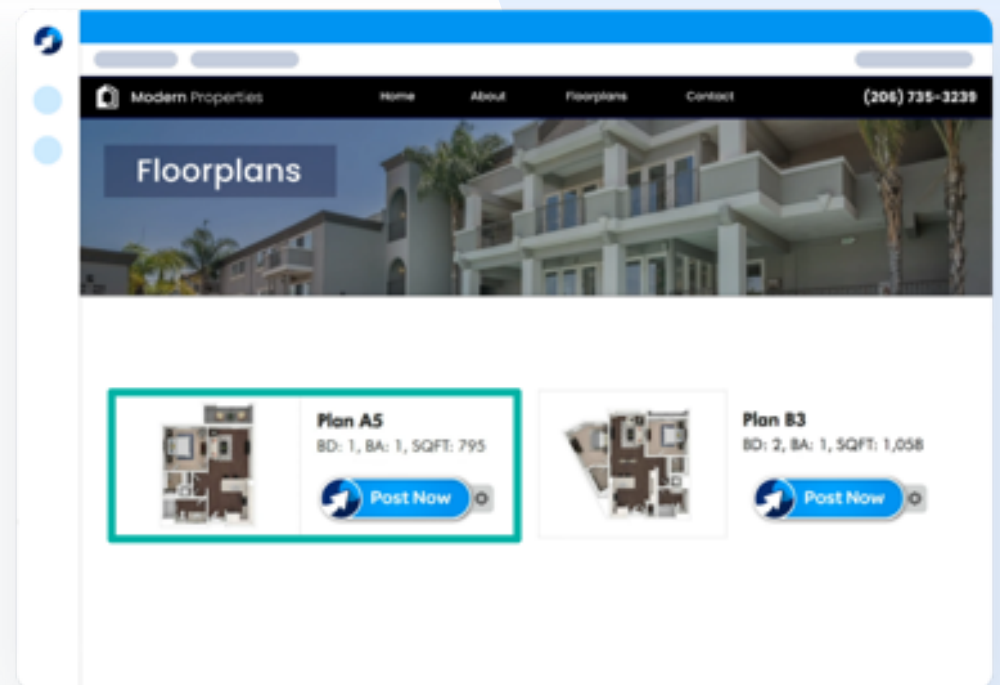 Modern Properties Home About Floorplans Contact (206) 735-3239
Floorplans
Plan A5
BD: 1, BA: 1, SQFT: 795
Post Now
Plan B3
BD: 2, BA: 1, SQFT: 1,058
Post Now